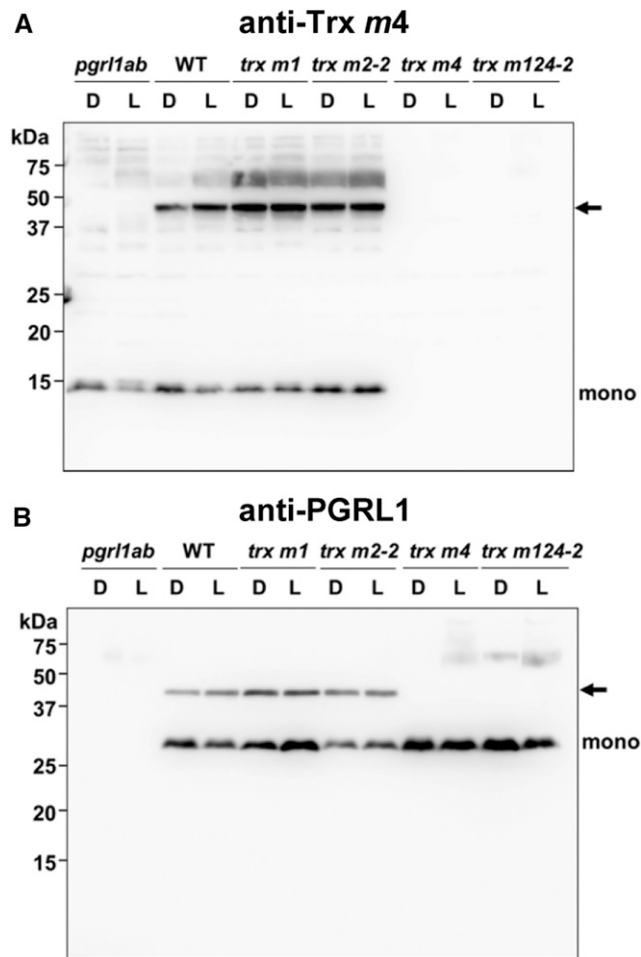 A
anti-Trx m4
pgrl1ab WT trx m1 trx m2-2 trx m4 trx m124-2
D L D L D L D L D L D L
kDa
75
50
37
25
20
15
mono
B
anti-PGRL1
pgrl1ab WT trx m1 trx m2-2 trx m4 trx m124-2
D L D L D L D L D L D L
kDa
75
50
37
mono
25
20
15